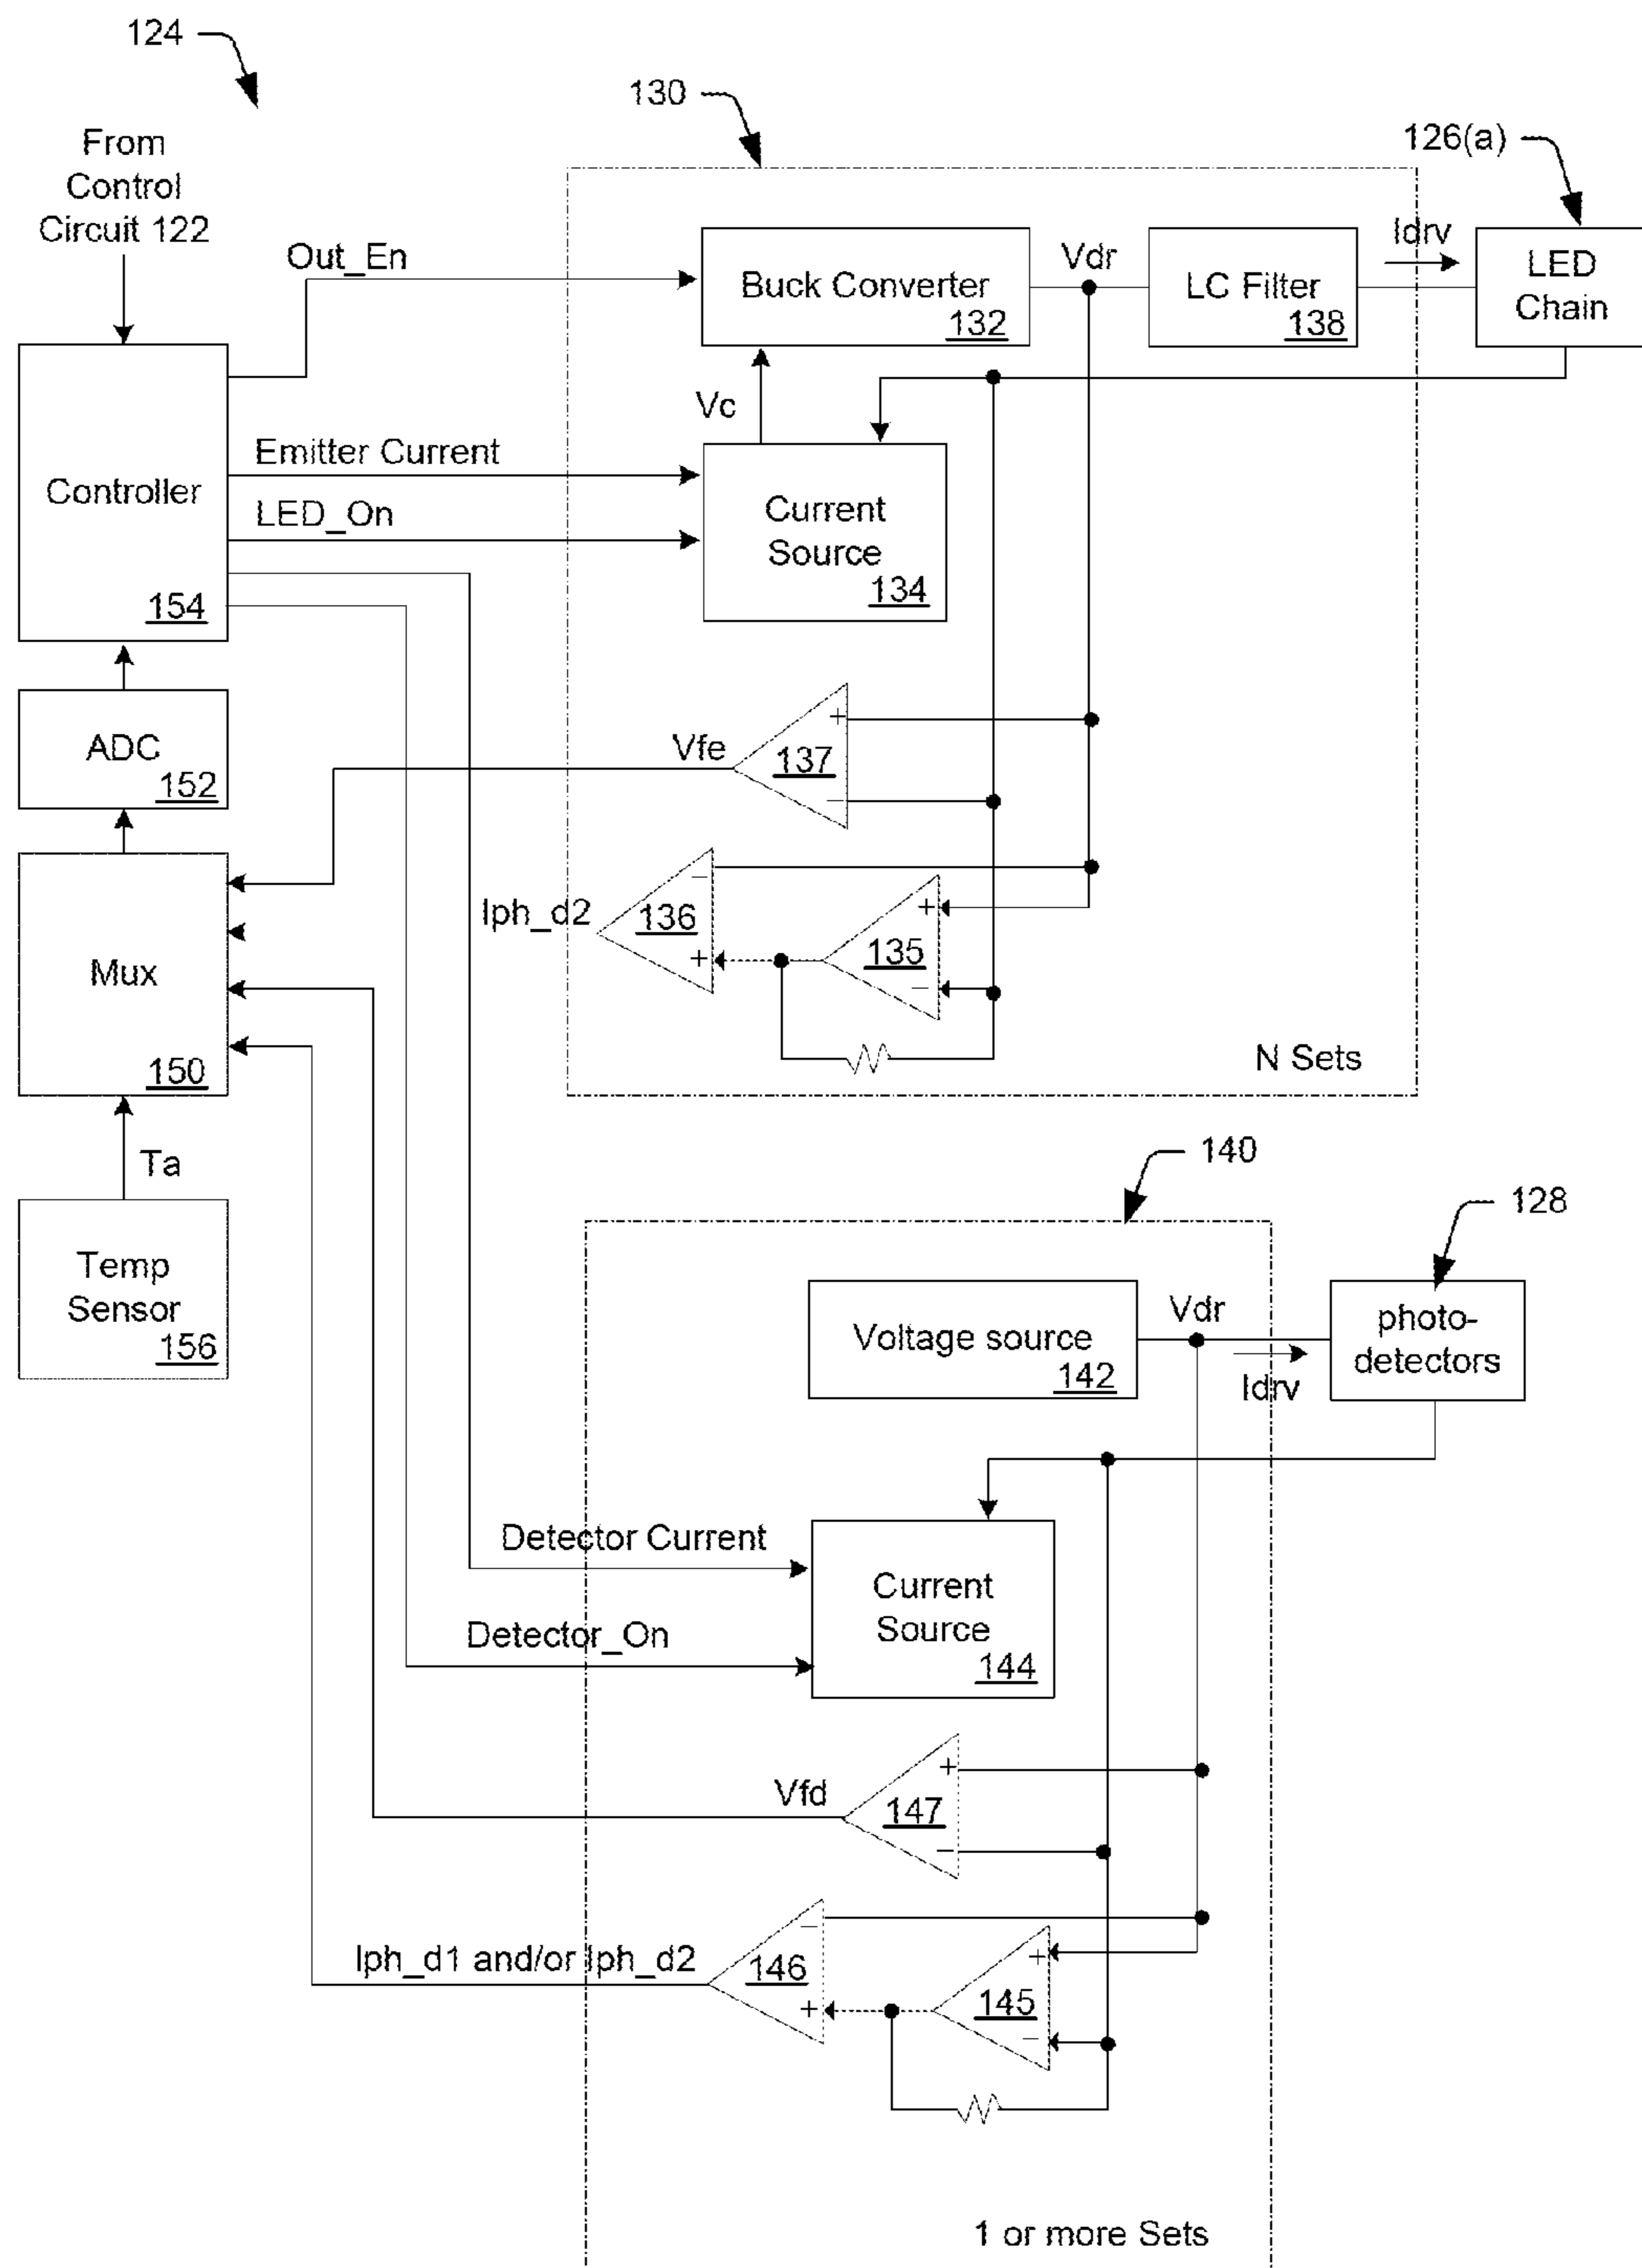 124
From
Control
Circuit 122
130
126(a)
Out_En
Buck Converter
132
Vdr
LC Filter
138
Idrv
LED
Chain
Vc
Controller
154
Emitter Current
LED_On
Current
Source
134
ADC
152
Vfe
+
137
−
Mux
150
Iph_d2
−
136
+
+
135
−
N Sets
Ta
Temp
Sensor
156
140
128
Voltage source
142
Vdr
Idrv
photo-
detectors
Detector Current
Detector_On
Current
Source
144
Vfd
+
147
−
Iph_d1 and/or Iph_d2
−
146
+
+
145
−
1 or more Sets